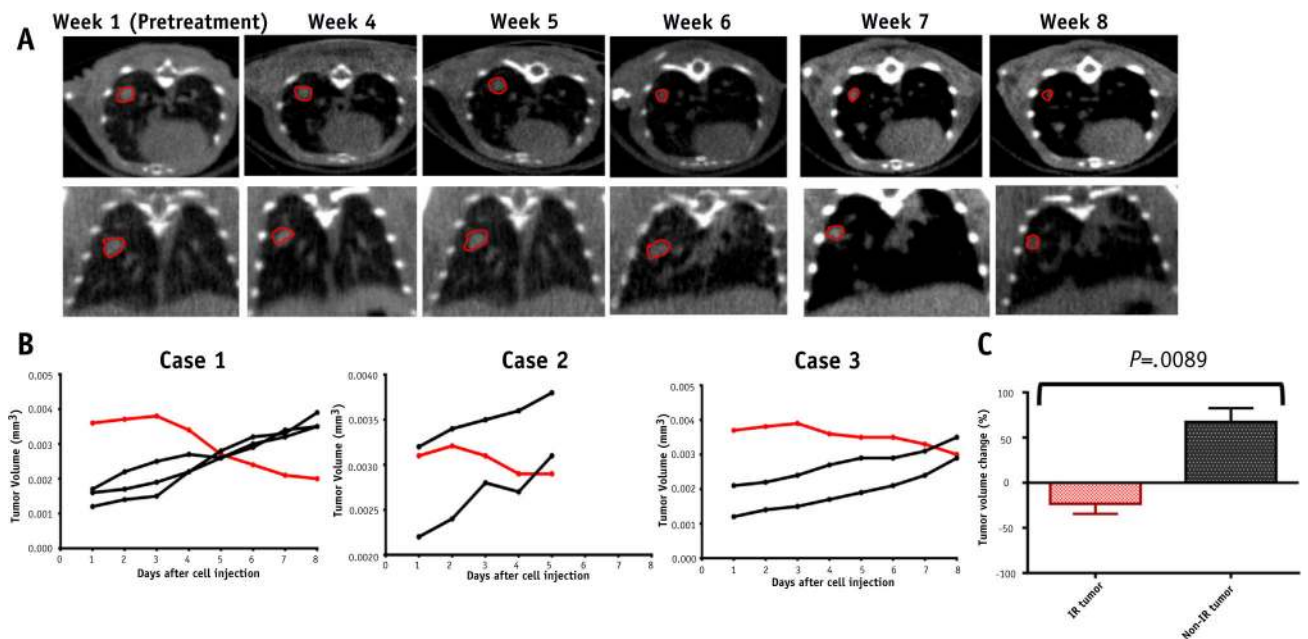 Week 1 (Pretreatment) Week 4 Week 5 Week 6 Week 7 Week 8
A
B
Case 1
Tumor Volume (mm³)
0.005
0.004
0.003
0.002
0.001
0.000
0 1 2 3 4 5 6 7 8
Days after cell injection
Case 2
Tumor Volume (mm³)
0.0040
0.0035
0.0030
0.0025
0.0020
0 1 2 3 4 5 6 7 8
Days after cell injection
Case 3
Tumor Volume (mm³)
0.005
0.004
0.003
0.002
0.001
0.000
0 1 2 3 4 5 6 7 8
Days after cell injection
C
P=.0089
Tumor volume change (%)
100
50
0
-50
-100
IR tumor
Non-IR tumor